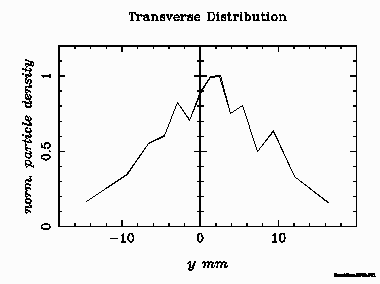 Transverse Distribution
norm. particle density
1
0.5
0
−10 0 10
y mm